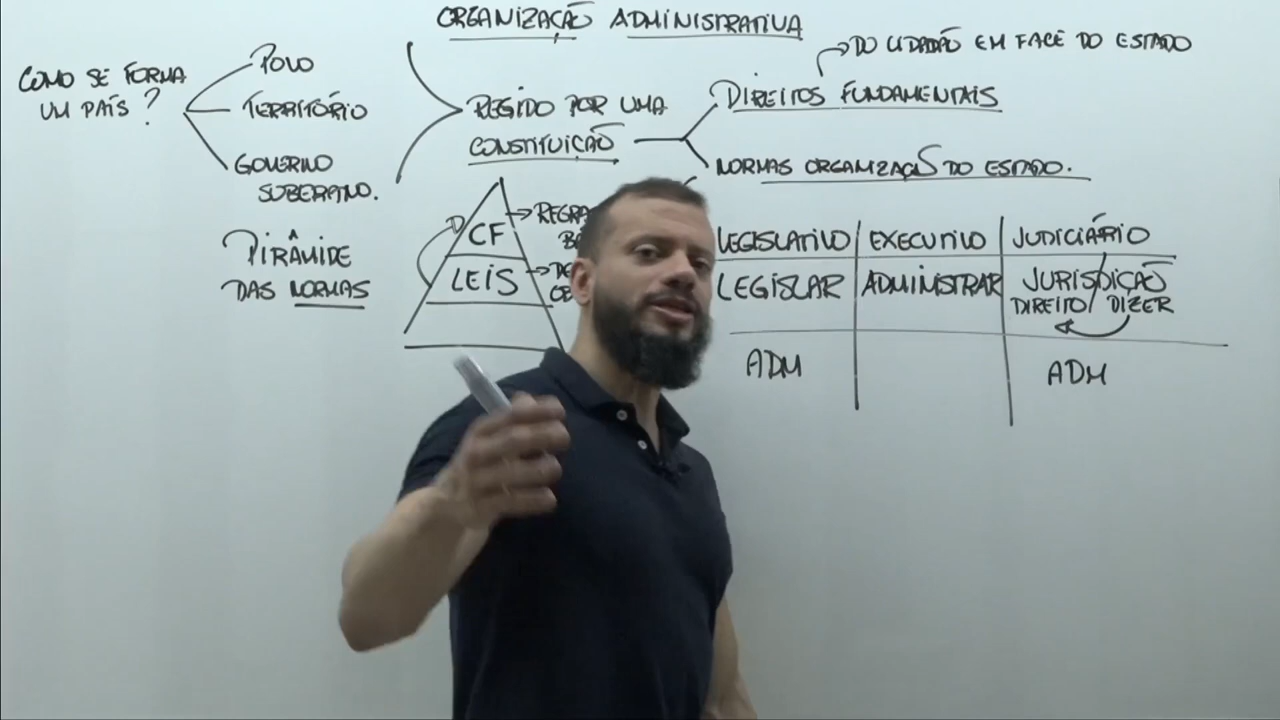 ORGANIZAÇÃO ADMINISTRATIVA
COMO SE FORMA
UM PAÍS?
POVO
TERRITÓRIO
GOVERNO
SOBERANO.
REGIDO POR UMA
CONSTITUIÇÃO
DO CIDADÃO EM FACE DO ESTADO
DIREITOS FUNDAMENTAIS
NORMAS ORGANIZAÇÃO DO ESTADO.
PIRÂMIDE
DAS NORMAS
CF
LEIS
LEGISLATIVO EXECUTIVO JUDICIÁRIO
LEGISLAR ADMINISTRAR JURISDIÇÃO
DIREITO DIZER
ADM ADM